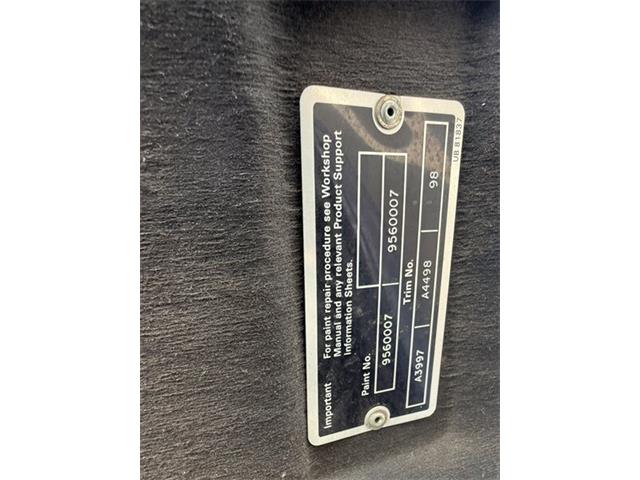 Important For paint repair procedure see Workshop
Manual and any relevant Product Support
Information Sheets.
Paint No.
9560007 9560007
Trim No.
A3997 A4498 98
UB 81837